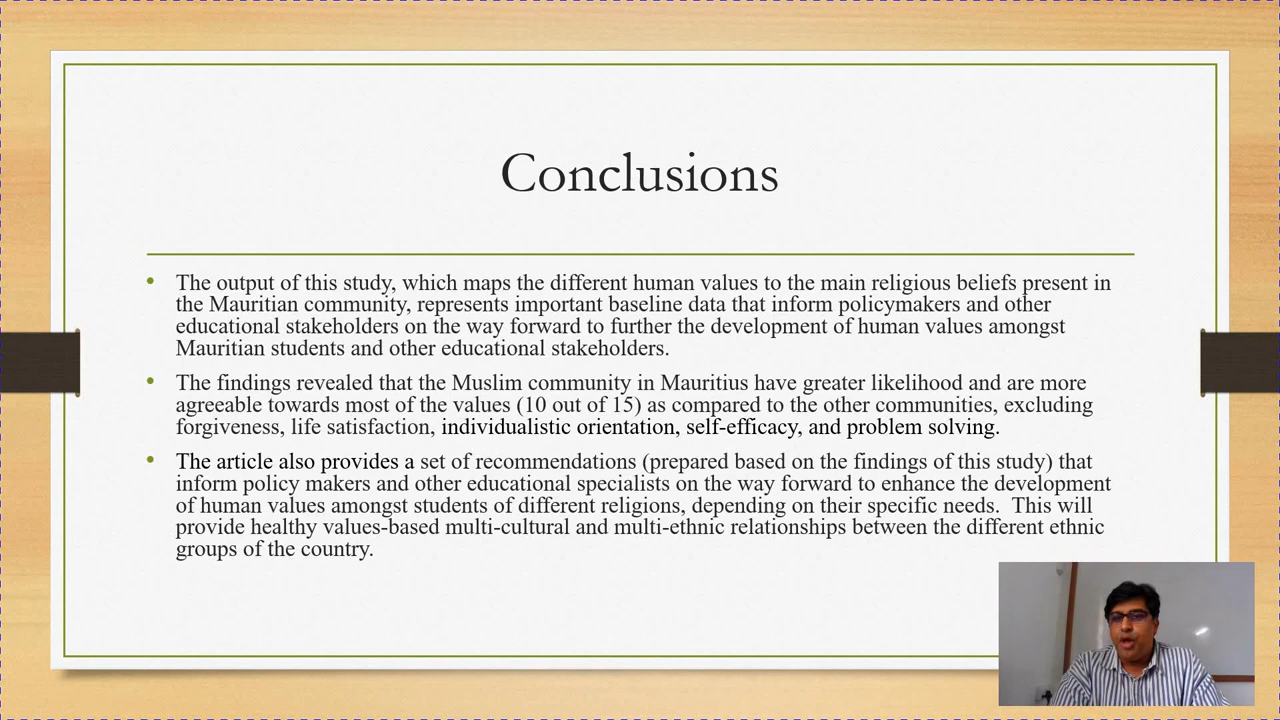 Conclusions
• The output of this study, which maps the different human values to the main religious beliefs present in
the Mauritian community, represents important baseline data that inform policymakers and other
educational stakeholders on the way forward to further the development of human values amongst
Mauritian students and other educational stakeholders.
• The findings revealed that the Muslim community in Mauritius have greater likelihood and are more
agreeable towards most of the values (10 out of 15) as compared to the other communities, excluding
forgiveness, life satisfaction, individualistic orientation, self-efficacy, and problem solving.
• The article also provides a set of recommendations (prepared based on the findings of this study) that
inform policy makers and other educational specialists on the way forward to enhance the development
of human values amongst students of different religions, depending on their specific needs.  This will
provide healthy values-based multi-cultural and multi-ethnic relationships between the different ethnic
groups of the country.